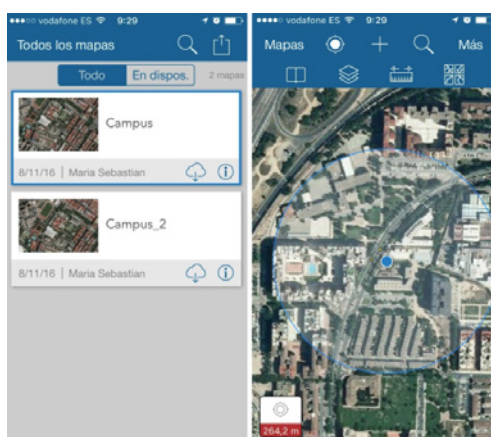 vodafone ES 9:29
Todos los mapas
Todo En dispos. 2 mapas
Campus
8/11/16 | Maria Sebastian
Campus_2
8/11/16 | Maria Sebastian
vodafone ES 9:29
Mapas Más
264,2 m